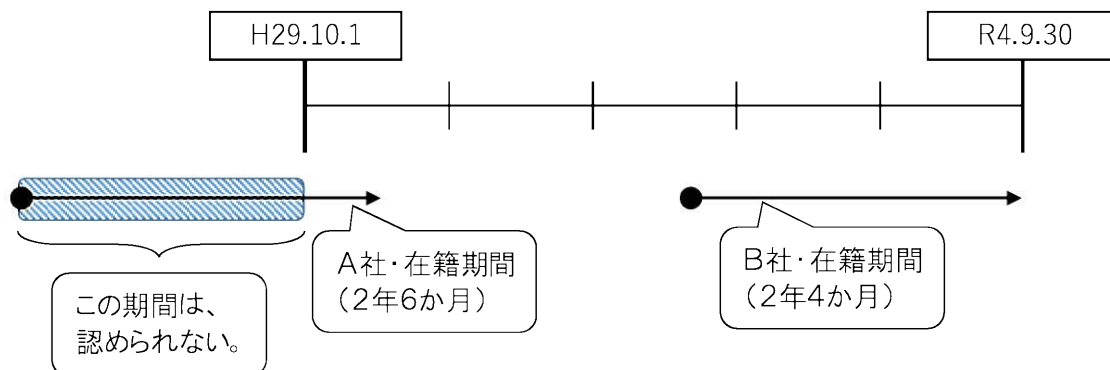 H29.10.1
R4.9.30
A社・在籍期間
（2年6か月）
B社・在籍期間
（2年4か月）
この期間は、
認められない。